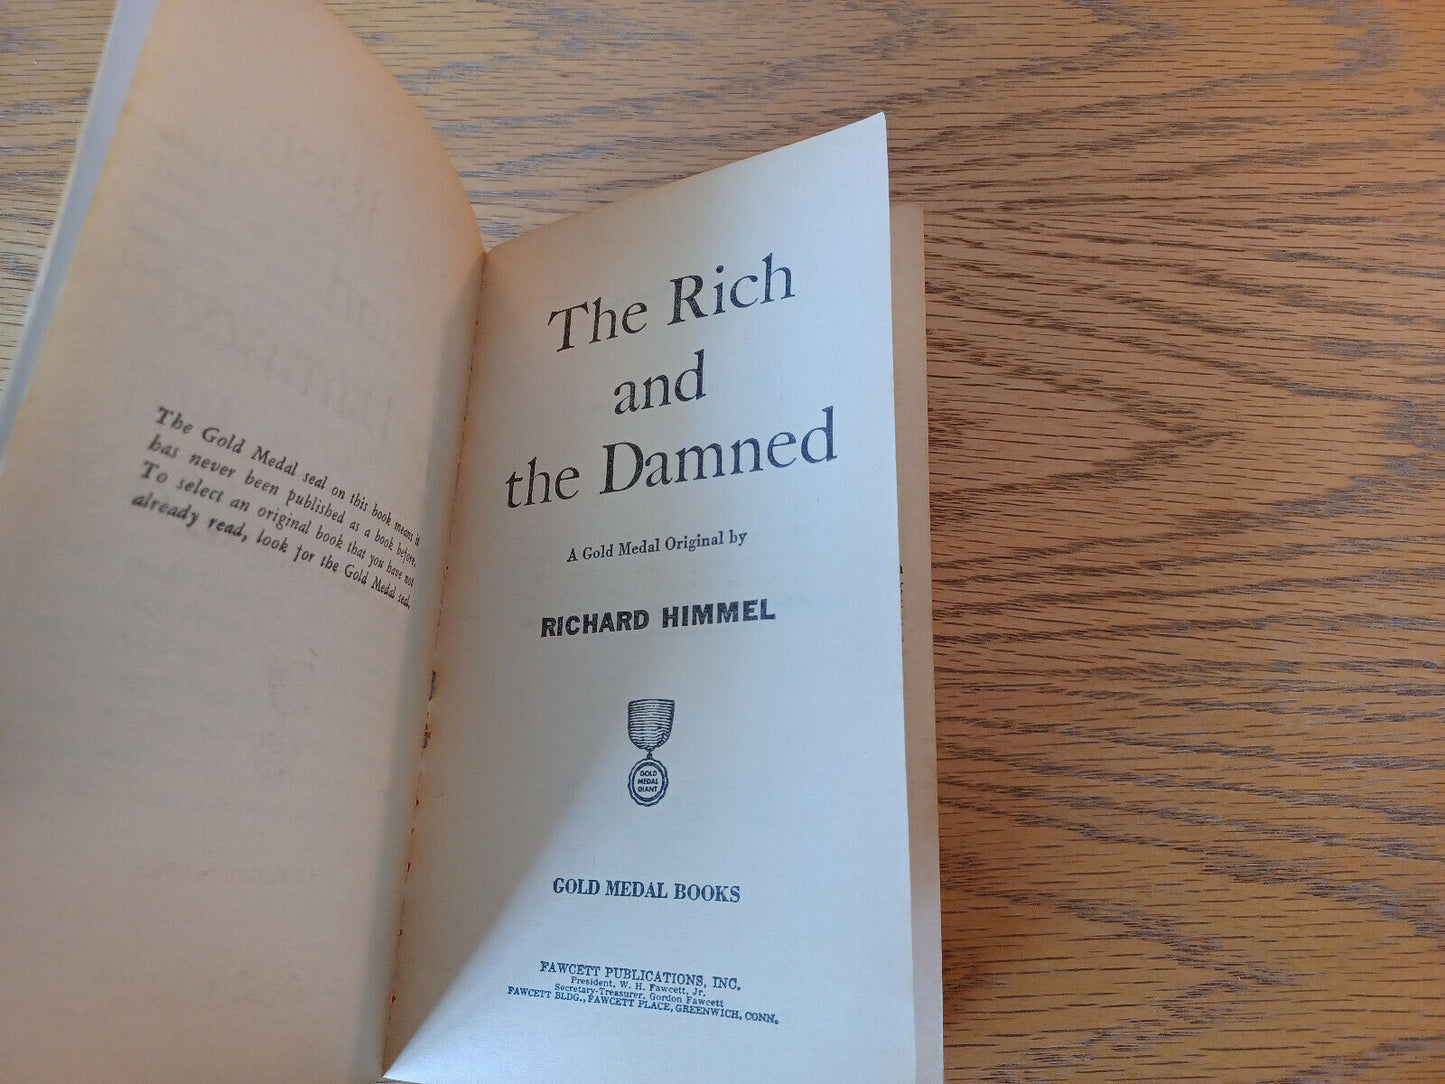 The Gold Medal seal on this book means it
has never been published as a book before.
To select an original book that you have not
already read, look for the Gold Medal seal.
The Rich
and
the Damned
A Gold Medal Original by
RICHARD HIMMEL
GOLD
MEDAL
GIANT
GOLD MEDAL BOOKS
FAWCETT PUBLICATIONS, INC.
President, W. H. Fawcett, Jr.
Secretary-Treasurer, Gordon Fawcett
FAWCETT BLDG., FAWCETT PLACE, GREENWICH, CONN.